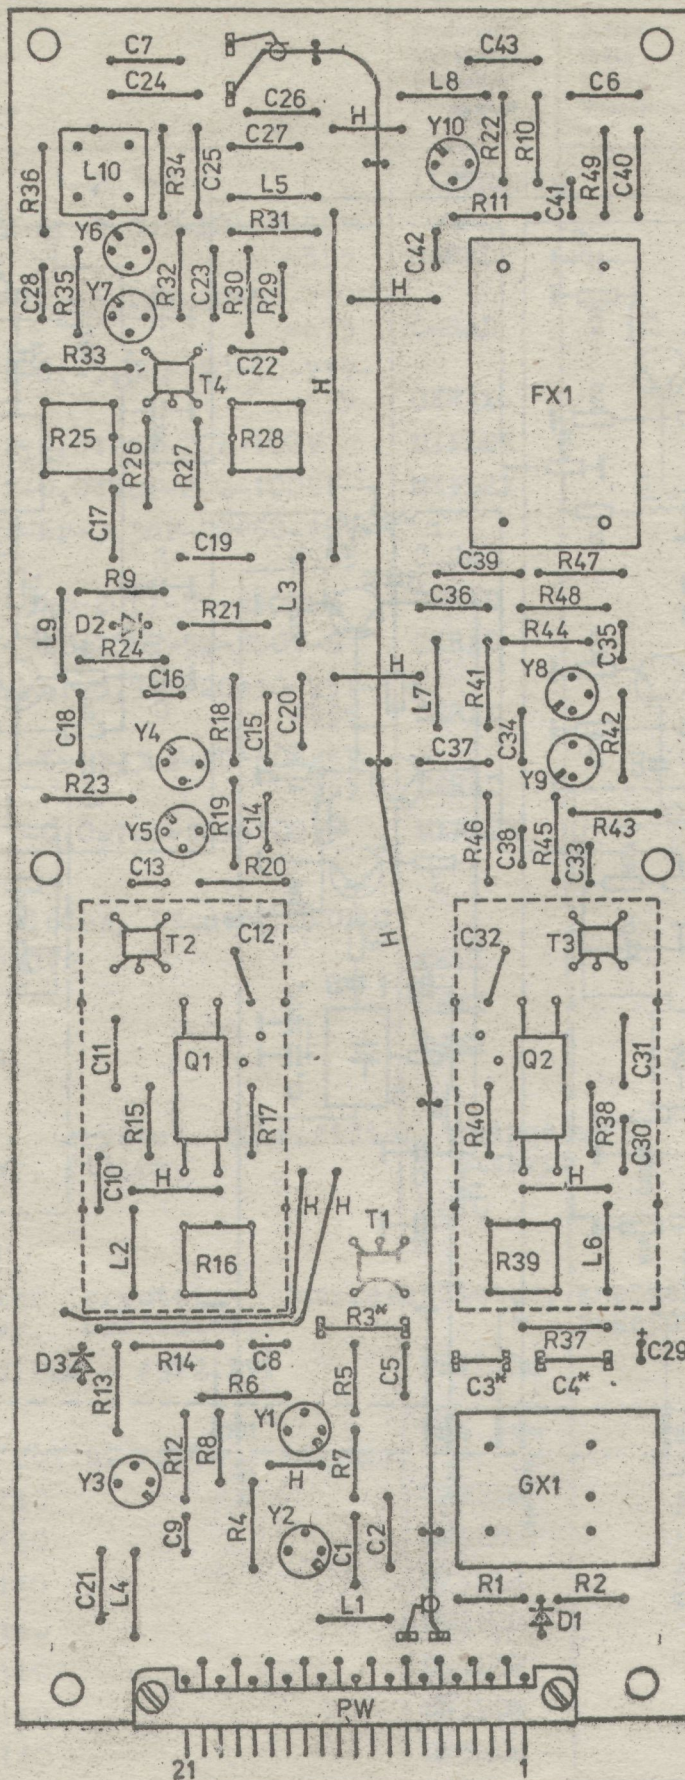 C7
C43
C24
L8
C6
C26
H
Y10
R22
R10
C27
L10
R34
C25
R36
R49
C40
L5
C41
R11
R31
Y6
C42
C28
R35
R32
C23
R30
R29
Y7
H
C22
R33
T4
H
FX1
R25
R28
R26
R27
C17
C19
C39
R47
R9
L3
C36
R48
L9
D2
R21
R44
C35
R24
C16
H
Y8
C18
R18
C15
C20
L7
R41
C34
R42
Y4
C37
Y9
R23
R19
C14
Y5
R46
C38
R45
R43
C33
C13
R20
T2
C12
H
C32
T3
C11
Q1
Q2
C31
R15
R17
R40
R38
C30
C10
H
H
H
H
T1
L2
R16
R39
L6
R3*
R37
D3
R14
C8
R5
C5
C29
R13
C3*
C4*
R6
Y1
R12
R8
R7
Y3
H
GX1
R4
Y2
C9
C1
C2
C21
L4
L1
R1
R2
D1
PW
21
1